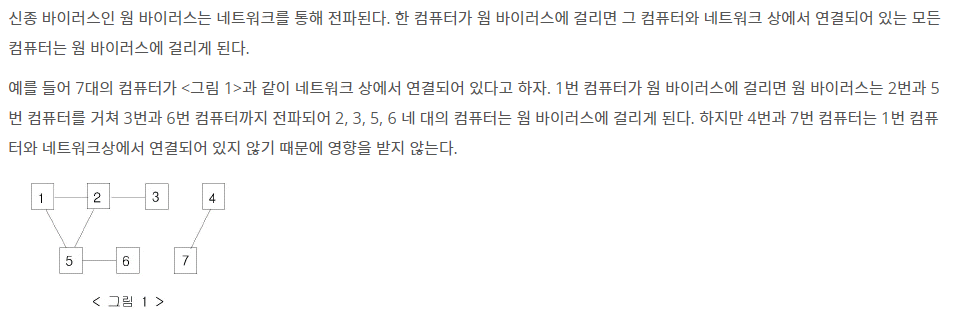 신종 바이러스인 웜 바이러스는 네트워크를 통해 전파된다. 한 컴퓨터가 웜 바이러스에 걸리면 그 컴퓨터와 네트워크 상에서 연결되어 있는 모든
컴퓨터는 웜 바이러스에 걸리게 된다.
예를 들어 7대의 컴퓨터가 <그림 1>과 같이 네트워크 상에서 연결되어 있다고 하자. 1번 컴퓨터가 웜 바이러스에 걸리면 웜 바이러스는 2번과 5
번 컴퓨터를 거쳐 3번과 6번 컴퓨터까지 전파되어 2, 3, 5, 6 네 대의 컴퓨터는 웜 바이러스에 걸리게 된다. 하지만 4번과 7번 컴퓨터는 1번 컴퓨
터와 네트워크상에서 연결되어 있지 않기 때문에 영향을 받지 않는다.
1 2 3 4
5 6 7
< 그림 1 >